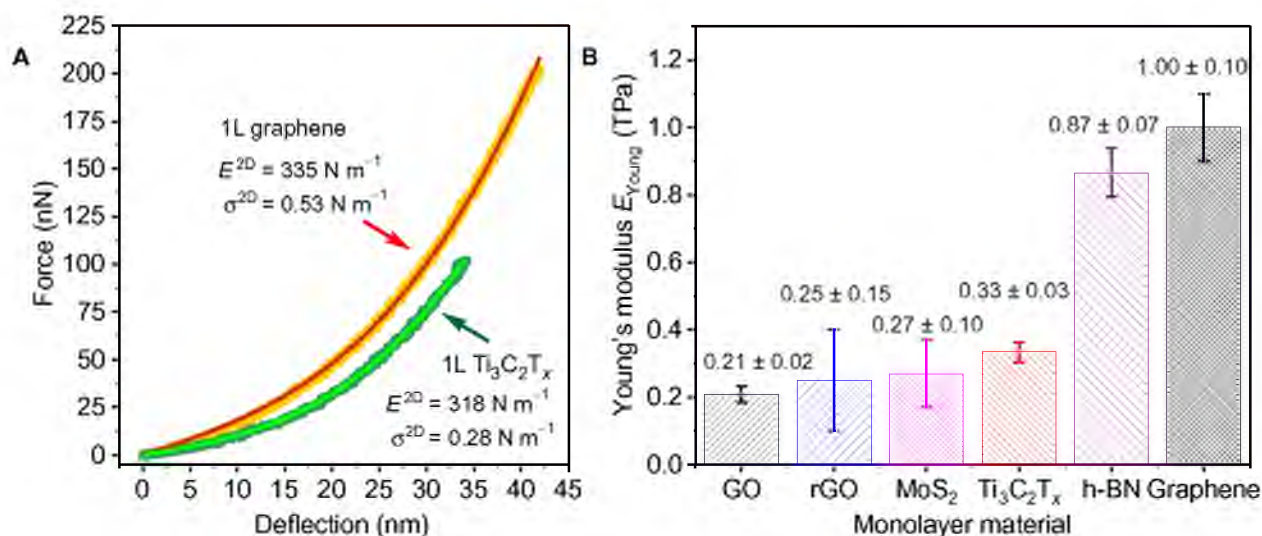 A
Force (nN)
225
200
175
150
125
100
75
50
25
0
1L graphene
E²ᴰ = 335 N m⁻¹
σ²ᴰ = 0.53 N m⁻¹
1L Ti₃C₂Tₓ
E²ᴰ = 318 N m⁻¹
σ²ᴰ = 0.28 N m⁻¹
0 5 10 15 20 25 30 35 40 45
Deflection (nm)
B
Young's modulus E_Young (TPa)
1.2
1.0
0.8
0.6
0.4
0.2
0.0
0.21 ± 0.02
0.25 ± 0.15
0.27 ± 0.10
0.33 ± 0.03
0.87 ± 0.07
1.00 ± 0.10
GO rGO MoS₂ Ti₃C₂Tₓ h-BN Graphene
Monolayer material